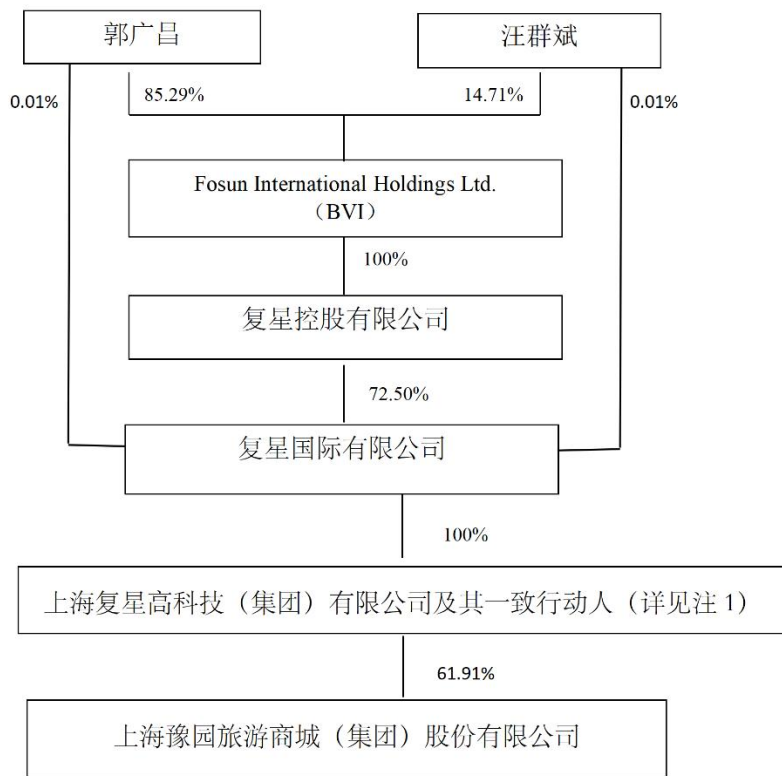 郭广昌
汪群斌
0.01%
85.29%
14.71%
0.01%
Fosun International Holdings Ltd.
（BVI）
100%
复星控股有限公司
72.50%
复星国际有限公司
100%
上海复星高科技（集团）有限公司及其一致行动人（详见注 1）
61.91%
上海豫园旅游商城（集团）股份有限公司